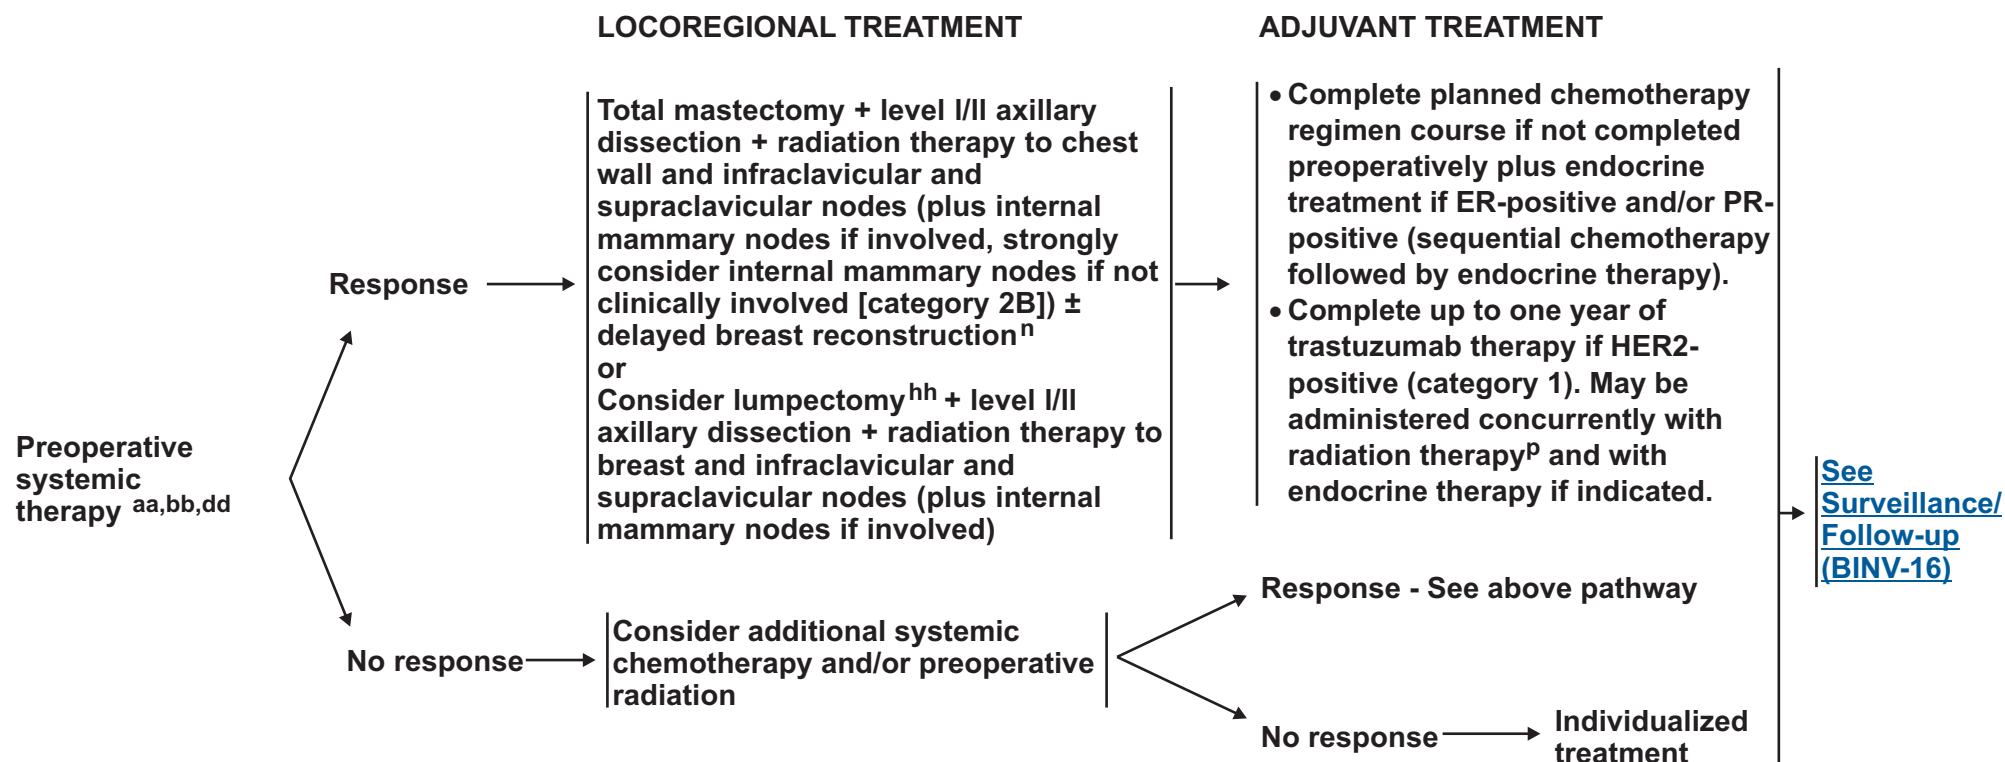 LOCOREGIONAL TREATMENT
ADJUVANT TREATMENT
Preoperative
systemic
therapy aa,bb,dd
Response
Total mastectomy + level I/II axillary
dissection + radiation therapy to chest
wall and infraclavicular and
supraclavicular nodes (plus internal
mammary nodes if involved, strongly
consider internal mammary nodes if not
clinically involved [category 2B]) ±
delayed breast reconstruction n
or
Consider lumpectomy hh + level I/II
axillary dissection + radiation therapy to
breast and infraclavicular and
supraclavicular nodes (plus internal
mammary nodes if involved)
• Complete planned chemotherapy
regimen course if not completed
preoperatively plus endocrine
treatment if ER-positive and/or PR-
positive (sequential chemotherapy
followed by endocrine therapy).
• Complete up to one year of
trastuzumab therapy if HER2-
positive (category 1). May be
administered concurrently with
radiation therapy p and with
endocrine therapy if indicated.
No response
Consider additional systemic
chemotherapy and/or preoperative
radiation
Response - See above pathway
No response
Individualized
treatment
See
Surveillance/
Follow-up
(BINV-16)